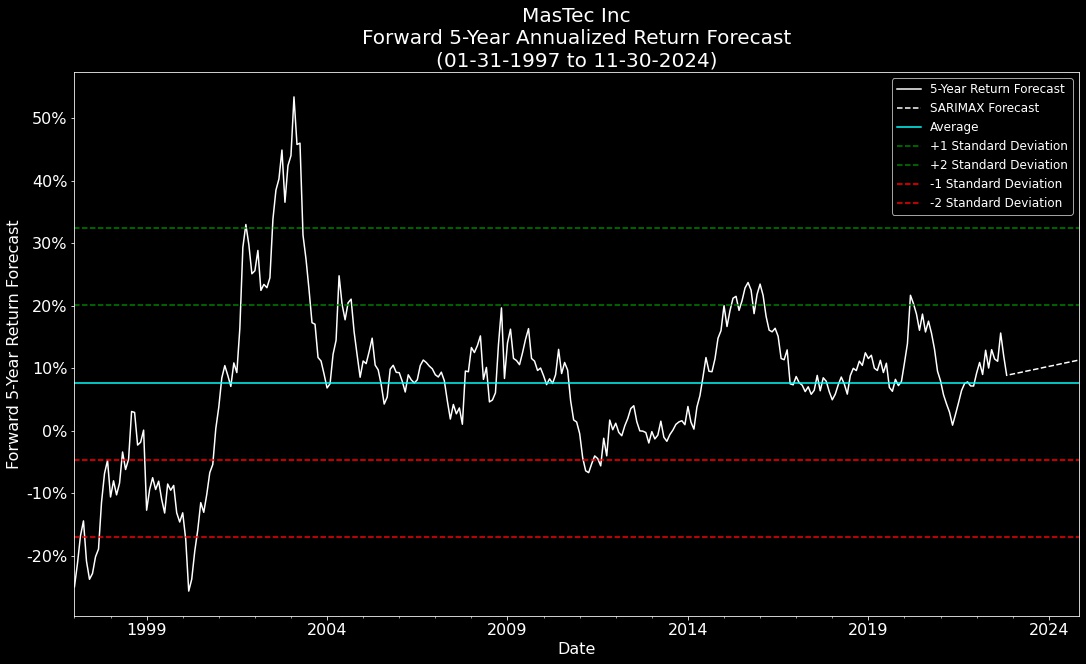 MasTec Inc
Forward 5-Year Annualized Return Forecast
(01-31-1997 to 11-30-2024)
5-Year Return Forecast
SARIMAX Forecast
Average
+1 Standard Deviation
+2 Standard Deviation
-1 Standard Deviation
-2 Standard Deviation
Forward 5-Year Return Forecast
50%
40%
30%
20%
10%
0%
-10%
-20%
1999
2004
2009
2014
2019
2024
Date